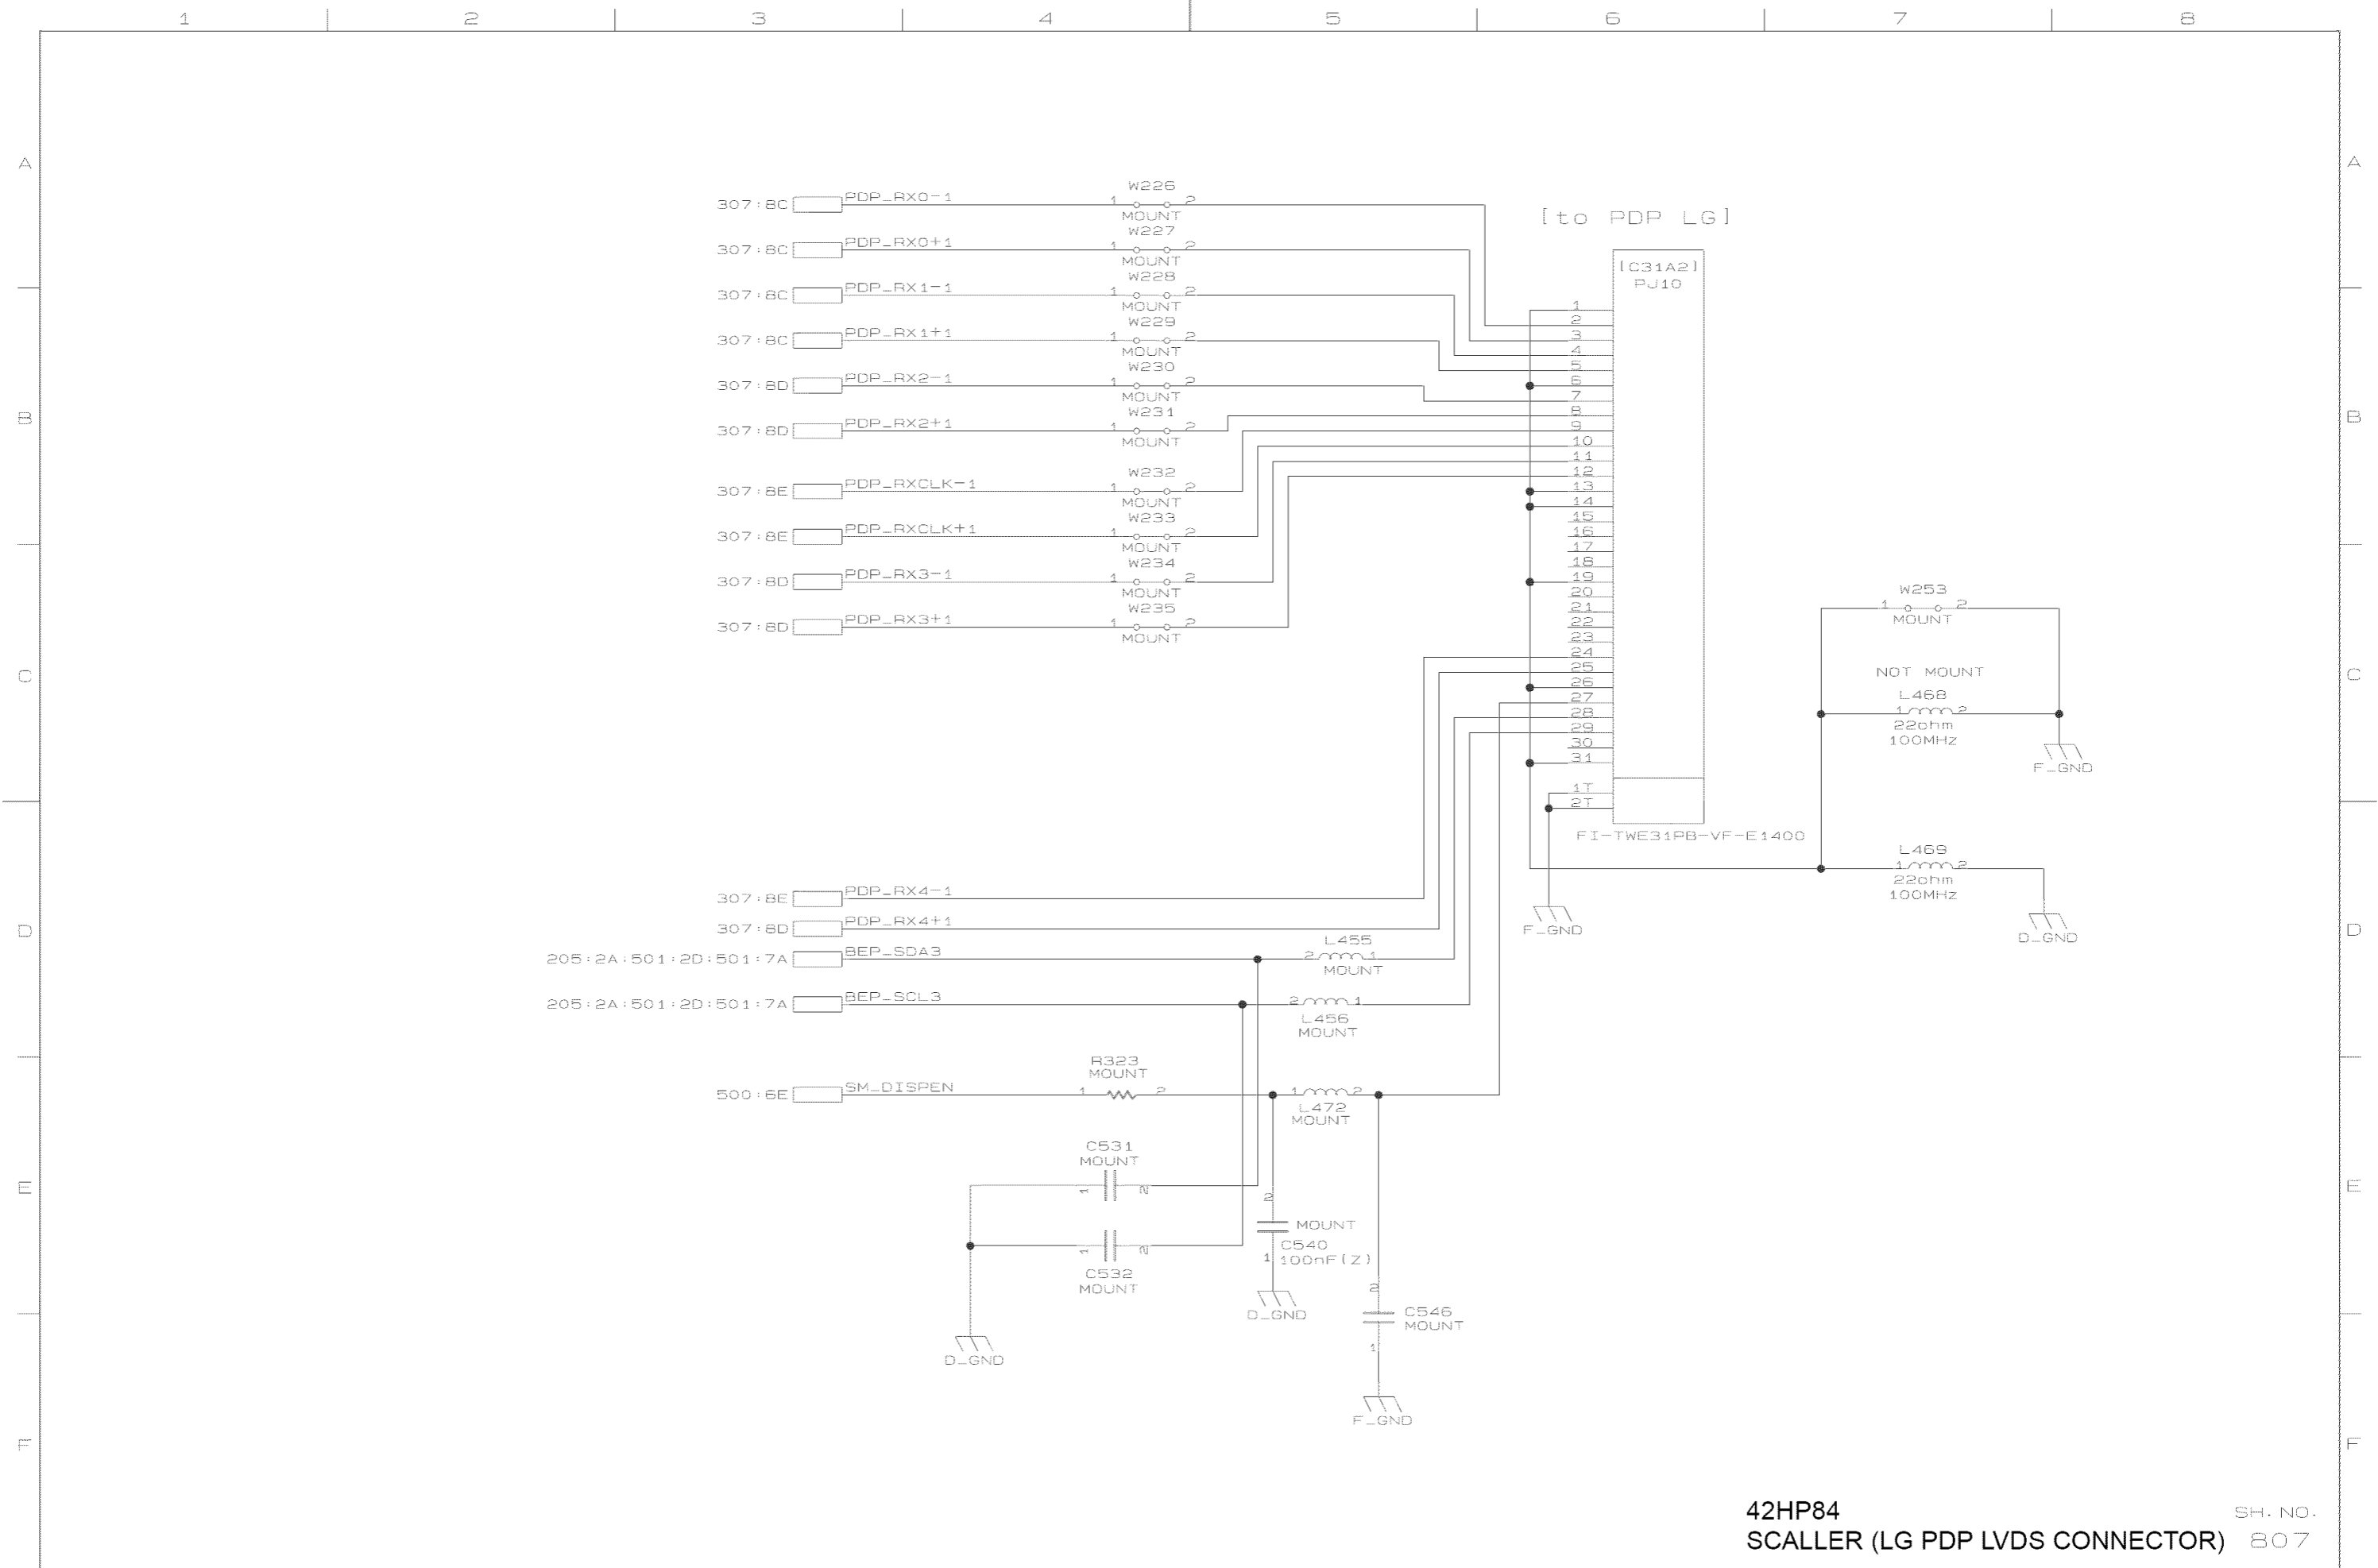 1 2 3 4 5 6 7 8
A A
W226
307:8C PDP_RX0-1 1 2
MOUNT
[to PDP LG]
W227
307:8C PDP_RX0+1 1 2
MOUNT
[C31A2]
PJ10
W228
307:8C PDP_RX1-1 1 2
MOUNT
W229
307:8C PDP_RX1+1 1 2
MOUNT
W230
307:8D PDP_RX2-1 1 2
MOUNT
B B
W231
307:8D PDP_RX2+1 1 2
MOUNT
W232
307:8E PDP_RXCLK-1 1 2
MOUNT
W233
307:8E PDP_RXCLK+1 1 2
MOUNT
W234
307:8D PDP_RX3-1 1 2
MOUNT
W235
307:8D PDP_RX3+1 1 2
MOUNT
1
2
3
4
5
6
7
8
9
10
11
12
13
14
15
16
17
18
19
20
21
22
23
24
25
26
27
28
29
30
31
1T
2T
FI-TWE31PB-VF-E1400
W253
1 2
MOUNT
C C
NOT MOUNT
L468
1 2
22ohm
100MHz
F_GND
L469
1 2
22ohm
100MHz
D_GND
F_GND
307:8E PDP_RX4-1
D D
307:8D PDP_RX4+1
L455
205:2A:501:2D:501:7A BEP_SDA3 2 1
MOUNT
205:2A:501:2D:501:7A BEP_SCL3 2 1
L456
MOUNT
R323
MOUNT
500:6E SM_DISPEN 1 2 1 2
L472
MOUNT
C531
MOUNT
1 2
E E
2
MOUNT
C540
1 100nF(Z)
1 2
C532
MOUNT
D_GND
2
C546
MOUNT
1
D_GND
F_GND
F F
42HP84
SH. NO.
SCALLER (LG PDP LVDS CONNECTOR) 807